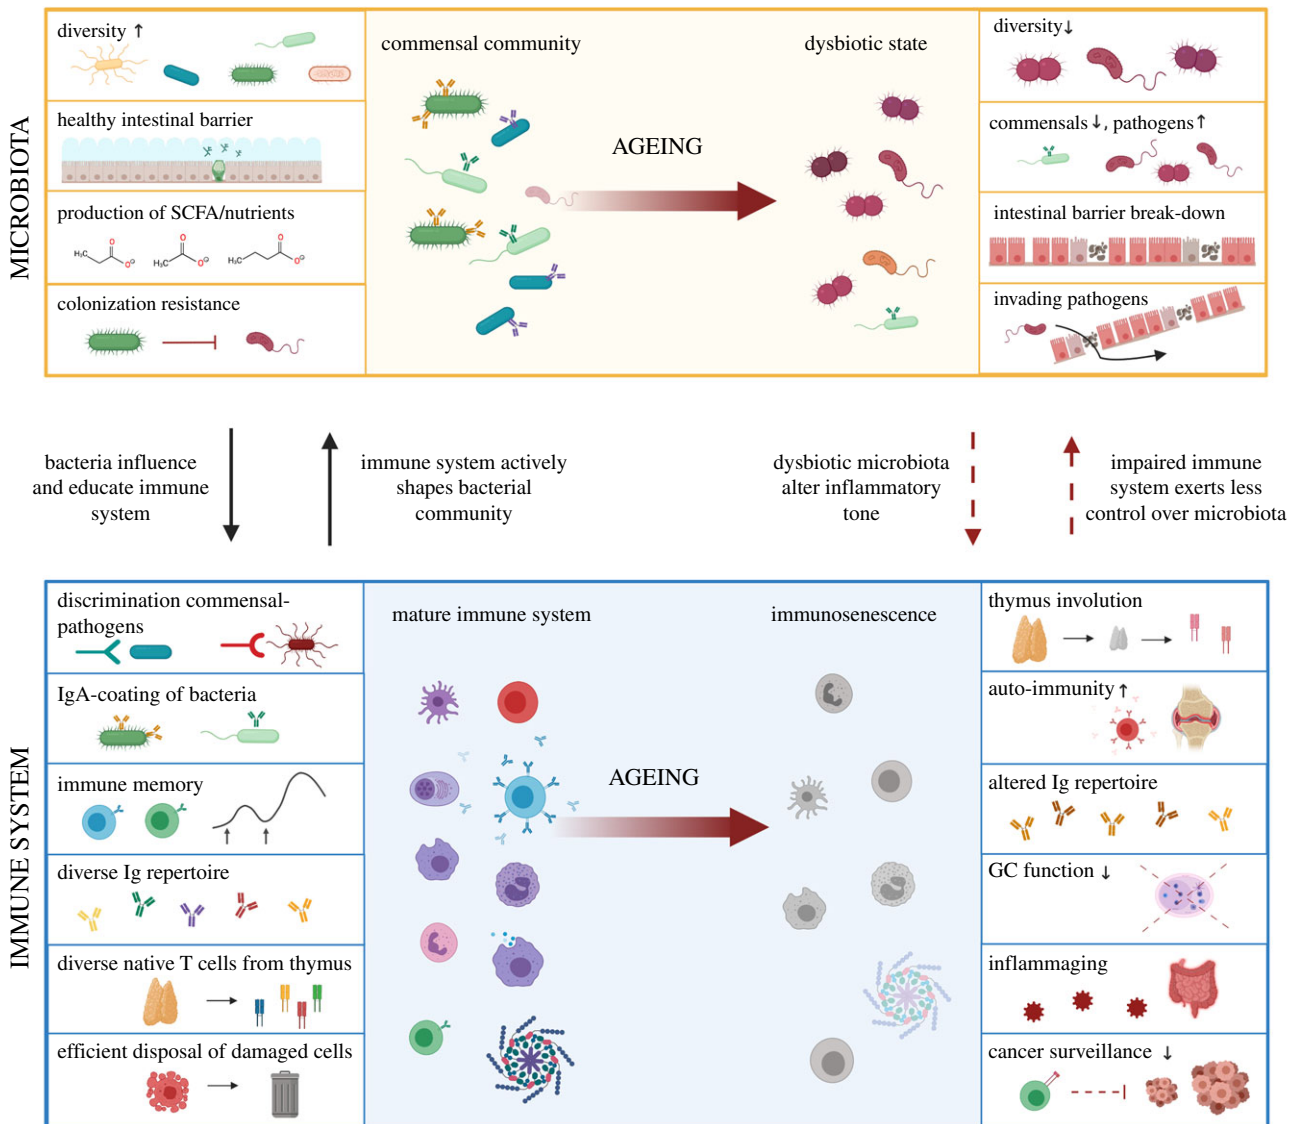 MICROBIOTA
diversity ↑
healthy intestinal barrier
production of SCFA/nutrients
H₃C O O⊖
H₃C O O⊖
H₃C O O⊖
colonization resistance
commensal community
dysbiotic state
AGEING
diversity↓
commensals ↓, pathogens ↑
intestinal barrier break-down
invading pathogens
bacteria influence
and educate immune
system
immune system actively
shapes bacterial
community
dysbiotic microbiota
alter inflammatory
tone
impaired immune
system exerts less
control over microbiota
IMMUNE SYSTEM
discrimination commensal-
pathogens
IgA-coating of bacteria
immune memory
diverse Ig repertoire
diverse native T cells from thymus
efficient disposal of damaged cells
mature immune system
immunosenescence
AGEING
thymus involution
auto-immunity ↑
altered Ig repertoire
GC function ↓
inflammaging
cancer surveillance ↓